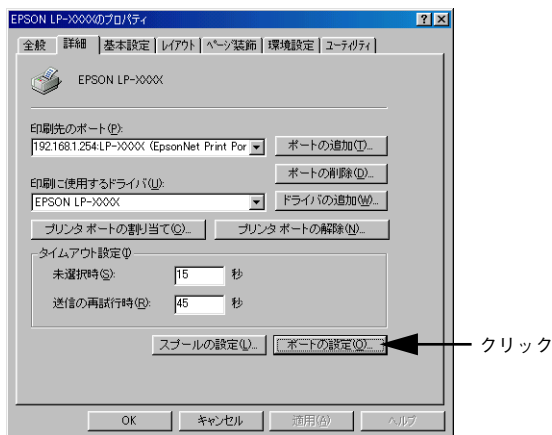 EPSON LP-XXXXのプロパティ
全般 詳細 基本設定 レイアウト ページ装飾 環境設定 ユーティリティ
EPSON LP-XXXX
印刷先のポート(P):
192.168.1.254:LP-XXXX (EpsonNet Print Por ポートの追加(T)...
ポートの削除(D)...
印刷に使用するドライバ(U):
EPSON LP-XXXX ドライバの追加(W)...
プリンタ ポートの割り当て(C)... プリンタ ポートの解除(N)...
タイムアウト設定
未選択時(S): 15 秒
送信の再試行時(R): 45 秒
スプールの設定(L)... ポートの設定(O)... クリック
OK キャンセル 適用(A) ヘルプ